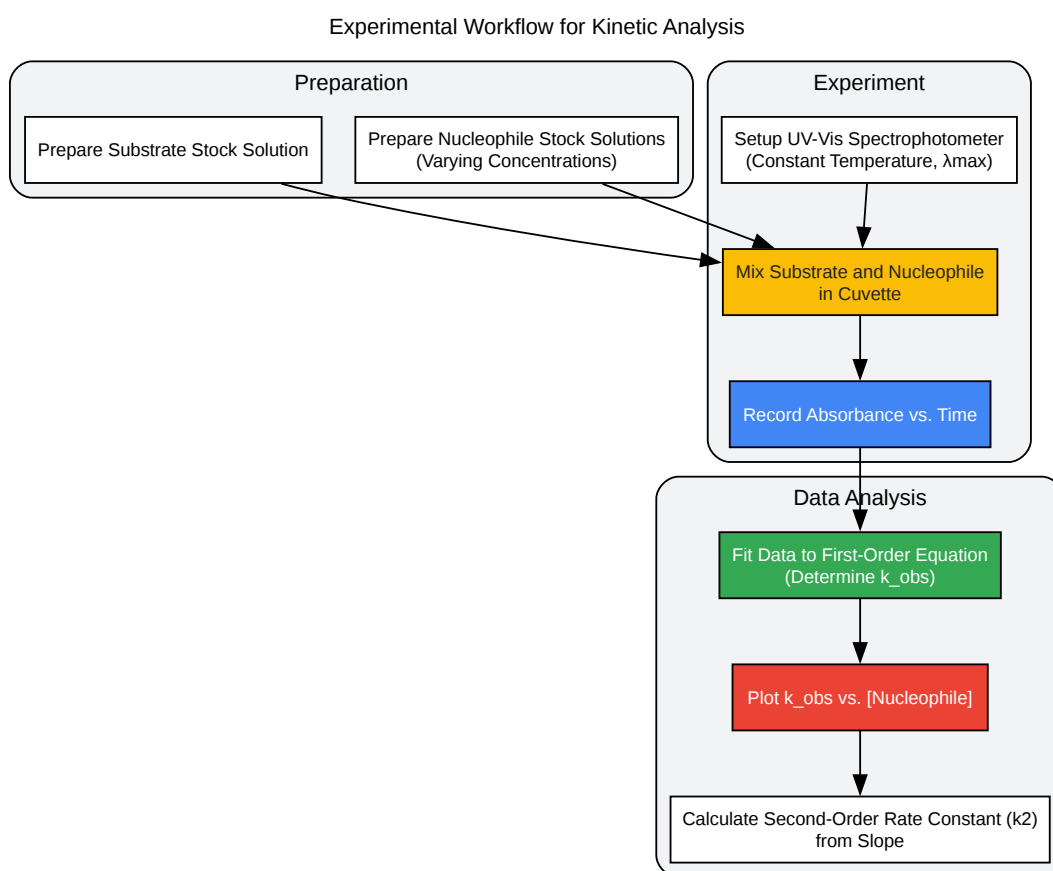 Experimental Workflow for Kinetic Analysis
Preparation
Prepare Substrate Stock Solution
Prepare Nucleophile Stock Solutions
(Varying Concentrations)
Experiment
Setup UV-Vis Spectrophotometer
(Constant Temperature, λmax)
Mix Substrate and Nucleophile
in Cuvette
Record Absorbance vs. Time
Data Analysis
Fit Data to First-Order Equation
(Determine k_obs)
Plot k_obs vs. [Nucleophile]
Calculate Second-Order Rate Constant (k2)
from Slope